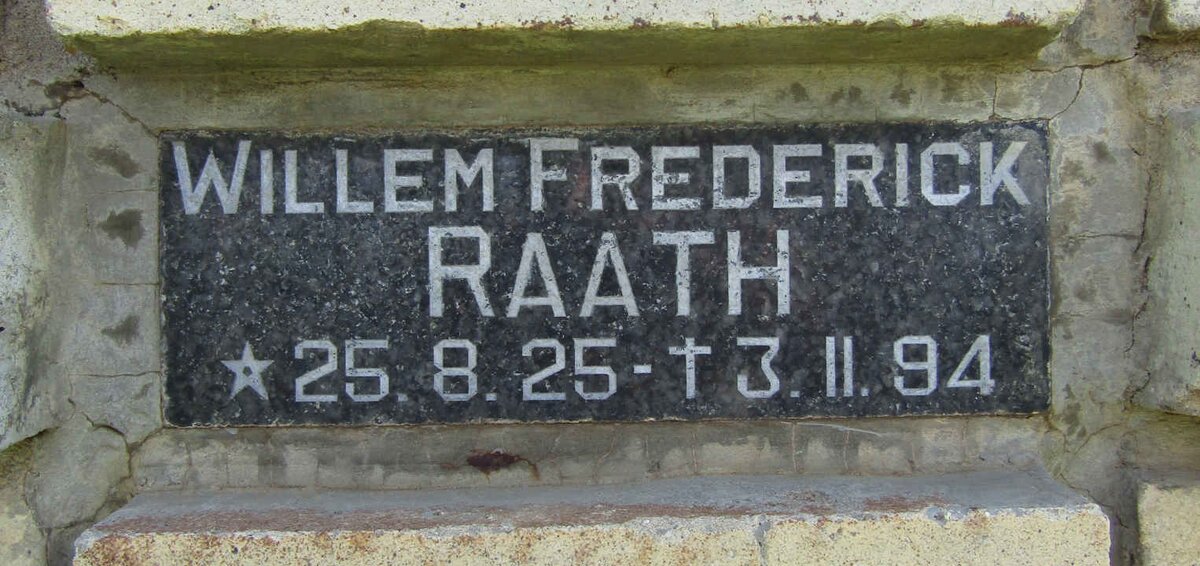 WILLEM FREDERICK
RAATH
★ 25.8.25-†3.11.94